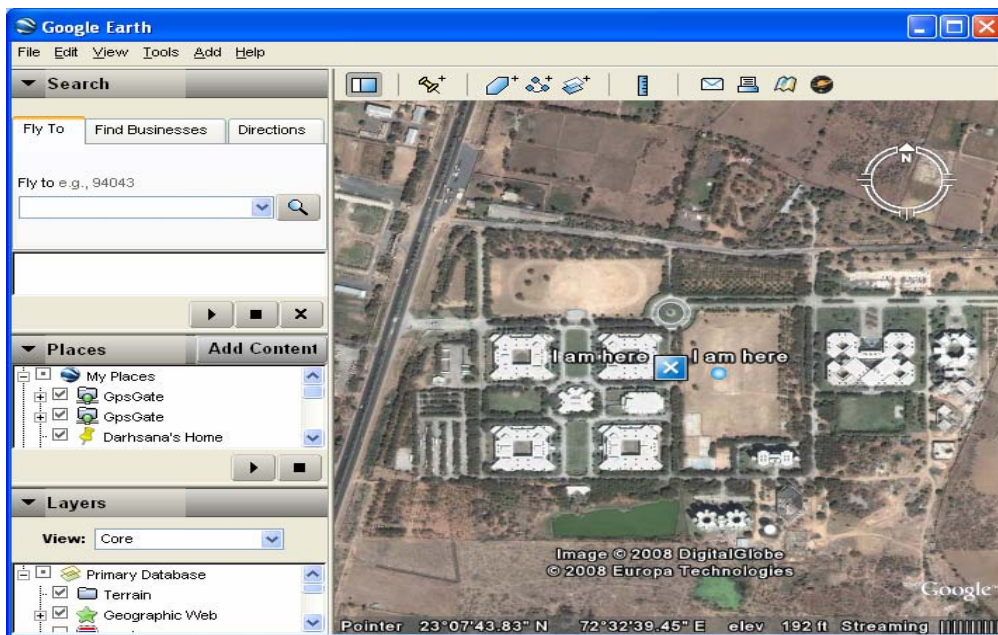 Google Earth
File Edit View Tools Add Help
Search
Fly To Find Businesses Directions
Fly to e.g., 94043
Places Add Content
My Places
GpsGate
GpsGate
Darhsana's Home
Layers
View: Core
Primary Database
Terrain
Geographic Web
N
I am here I am here
Image © 2008 DigitalGlobe
© 2008 Europa Technologies
Google
Pointer 23°07'43.83" N 72°32'39.45" E elev 192 ft Streaming